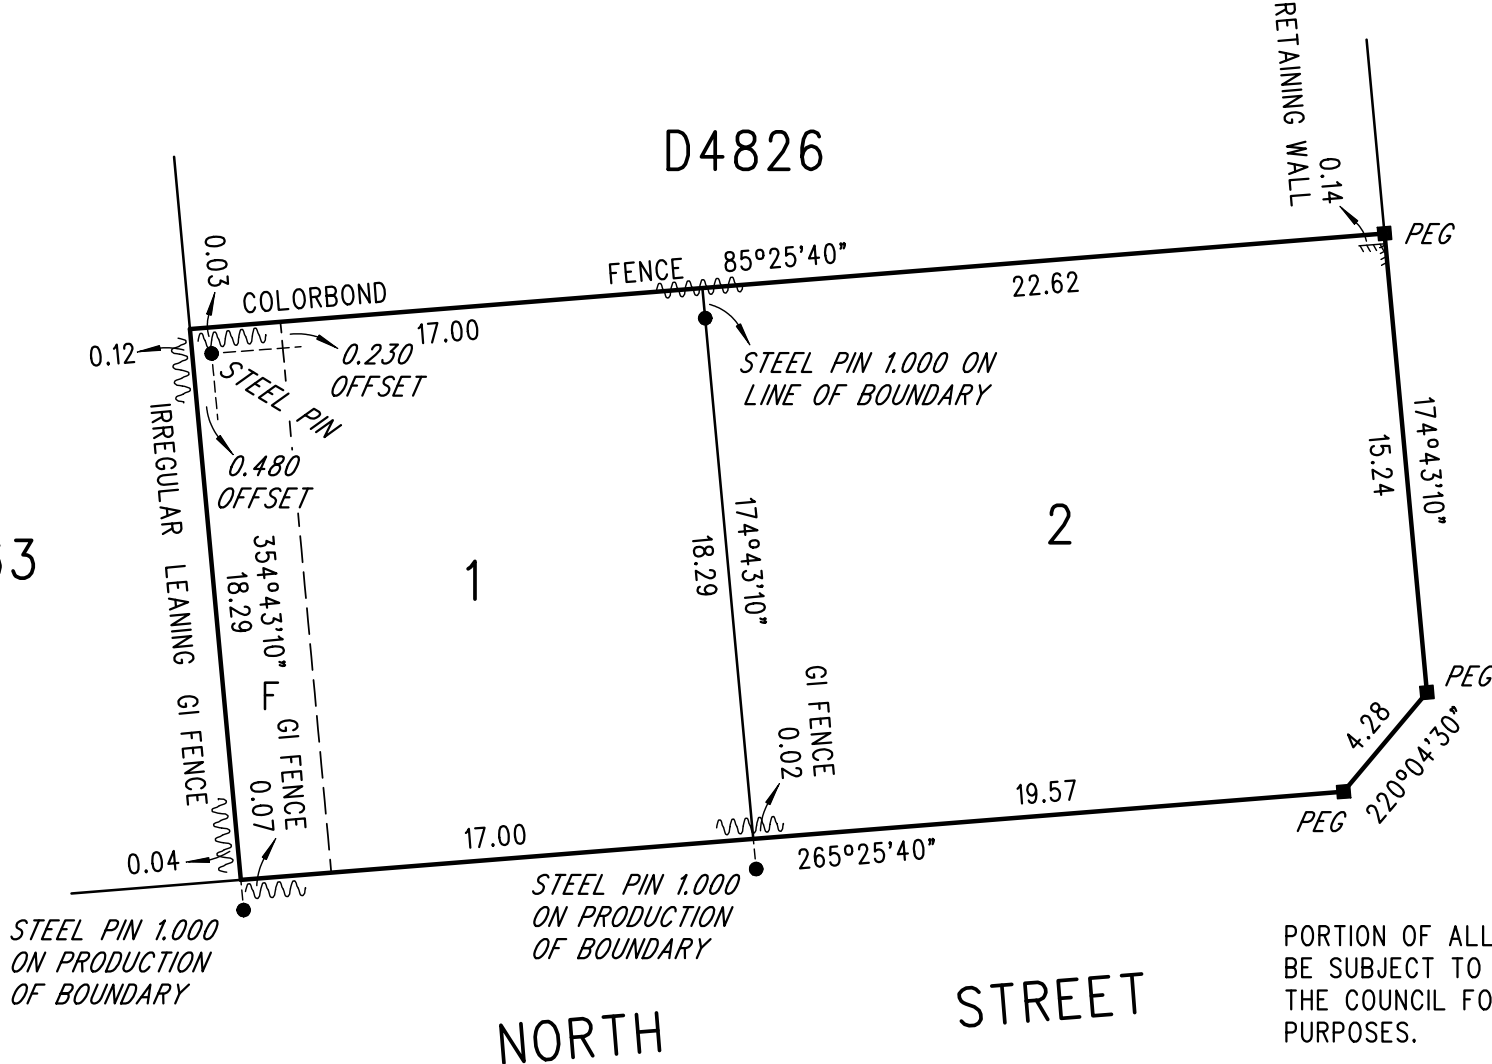 RETAINING WALL
0.14
D4826
PEG
0.03
COLORBOND
FENCE
85°25'40"
22.62
17.00
0.12
0.230
OFFSET
STEEL PIN
STEEL PIN 1.000 ON
LINE OF BOUNDARY
IRREGULAR LEANING GI FENCE
0.480
OFFSET
174°43'10"
15.24
3
354°43'10"
18.29
1
174°43'10"
18.29
2
F
GI FENCE
0.07
GI FENCE
0.02
PEG
4.28
220°04'30"
PEG
19.57
17.00
265°25'40"
0.04
STEEL PIN 1.000
ON PRODUCTION
OF BOUNDARY
STEEL PIN 1.000
ON PRODUCTION
OF BOUNDARY
NORTH STREET
PORTION OF ALL
BE SUBJECT TO
THE COUNCIL FO
PURPOSES.